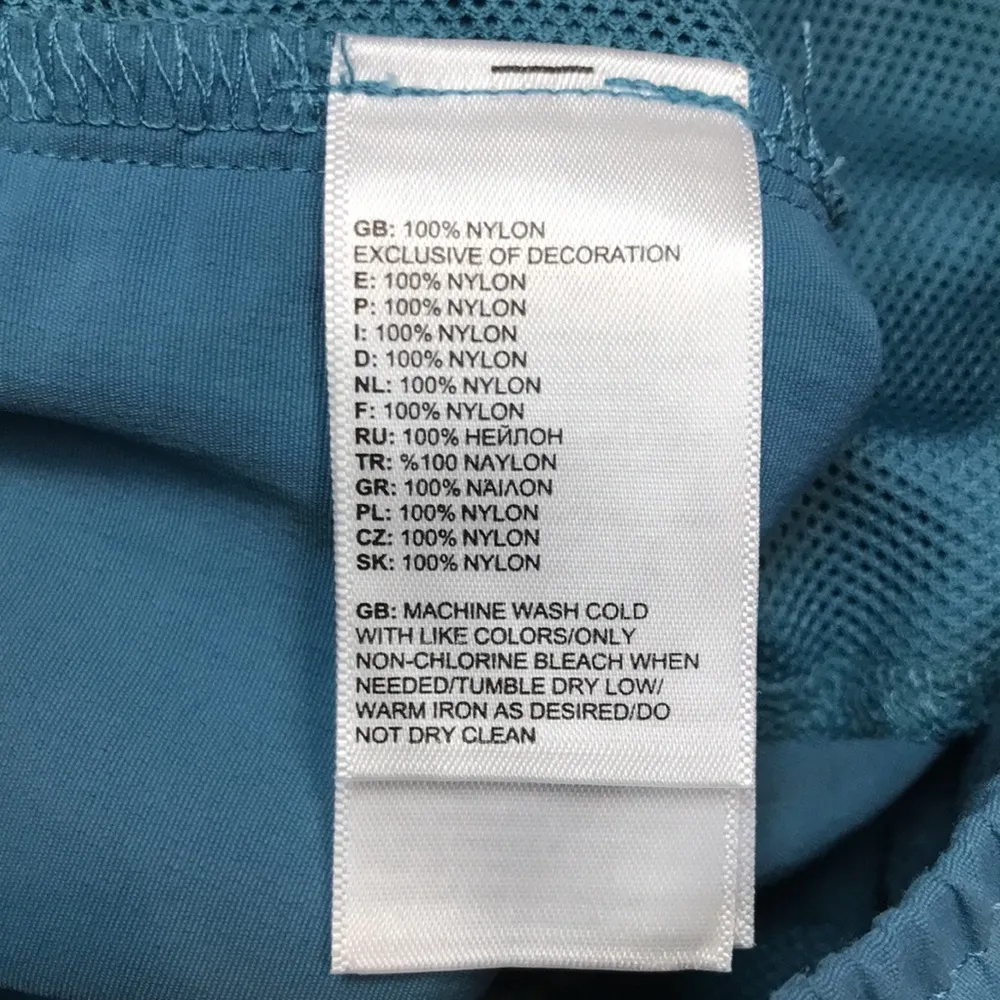 GB: 100% NYLON
EXCLUSIVE OF DECORATION
E: 100% NYLON
P: 100% NYLON
I: 100% NYLON
D: 100% NYLON
NL: 100% NYLON
F: 100% NYLON
RU: 100% НЕЙЛОН
TR: %100 NAYLON
GR: 100% ΝΆΙΛΟΝ
PL: 100% NYLON
CZ: 100% NYLON
SK: 100% NYLON
GB: MACHINE WASH COLD
WITH LIKE COLORS/ONLY
NON-CHLORINE BLEACH WHEN
NEEDED/TUMBLE DRY LOW/
WARM IRON AS DESIRED/DO
NOT DRY CLEAN